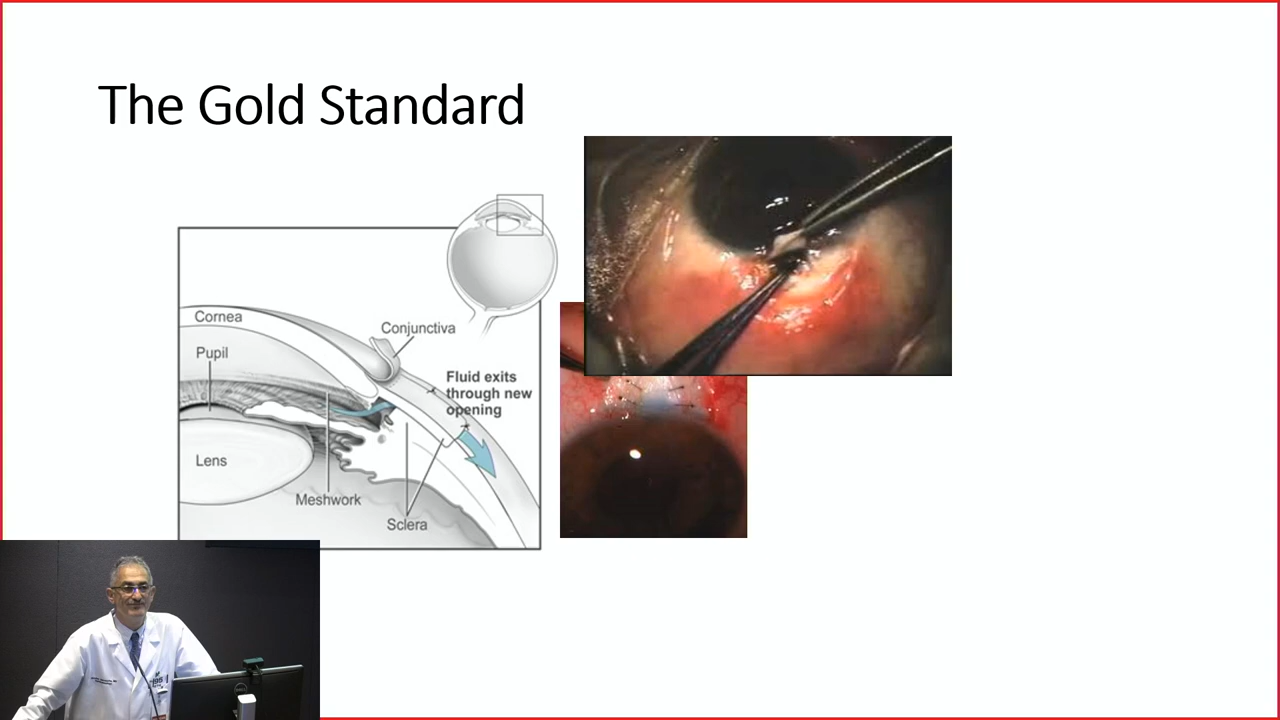 The Gold Standard
Cornea
Conjunctiva
Pupil
Fluid exits
through new
opening
Lens
Meshwork
Sclera